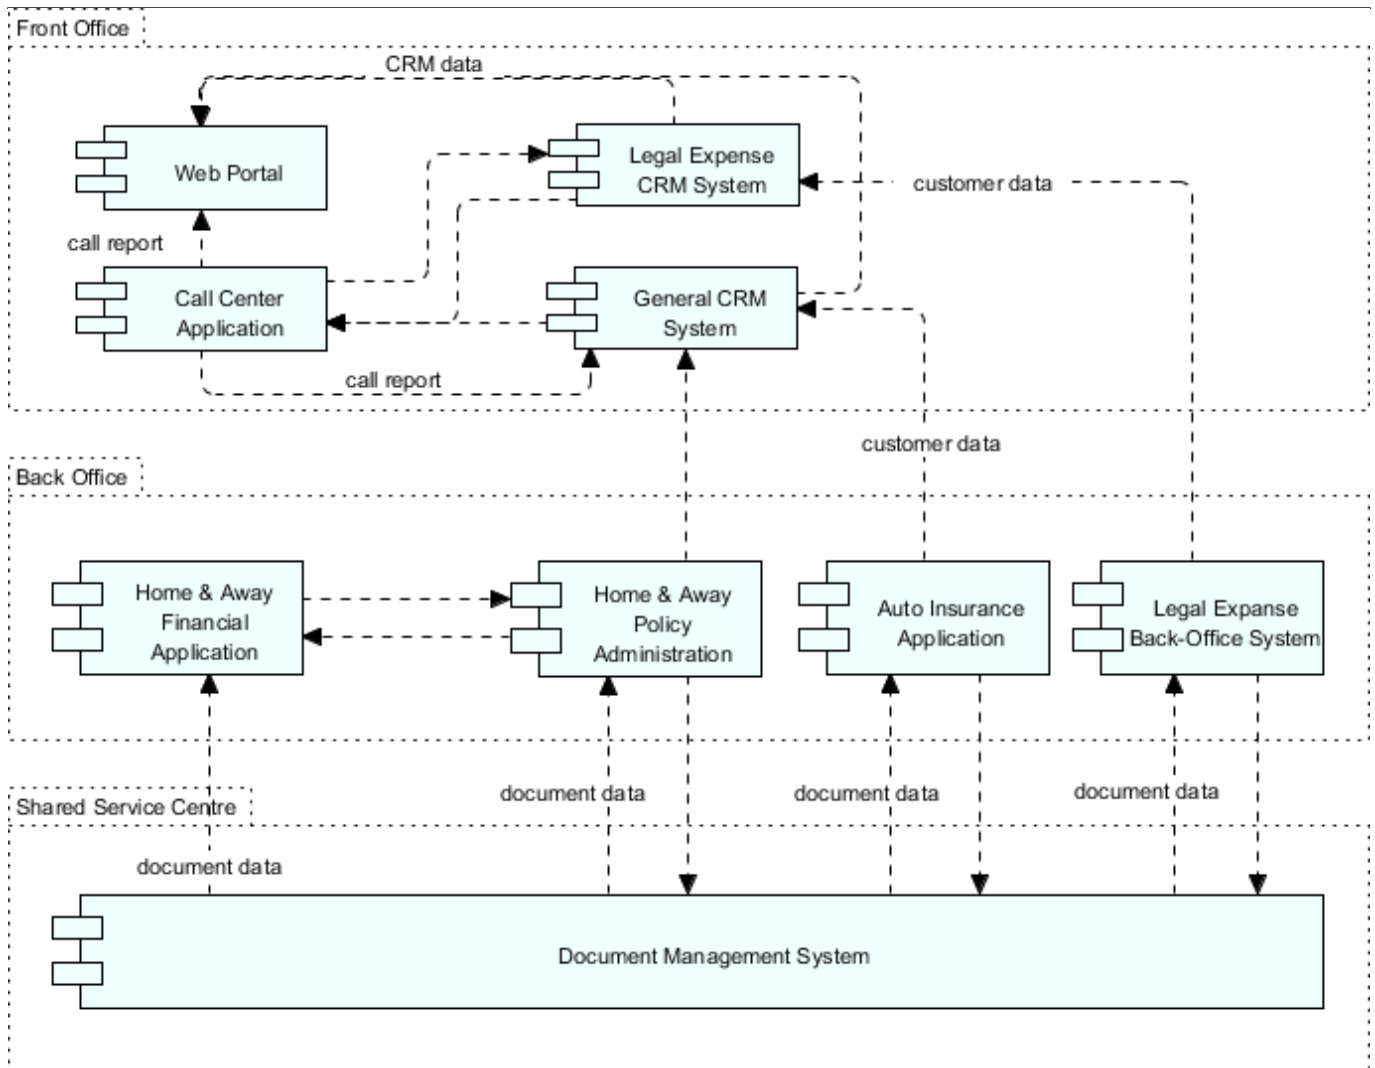 Front Office
CRM data
Web Portal
Legal Expense
CRM System
customer data
call report
Call Center
Application
General CRM
System
call report
customer data
Back Office
Home & Away
Financial
Application
Home & Away
Policy
Administration
Auto Insurance
Application
Legal Expanse
Back-Office System
document data
document data
document data
Shared Service Centre
document data
Document Management System